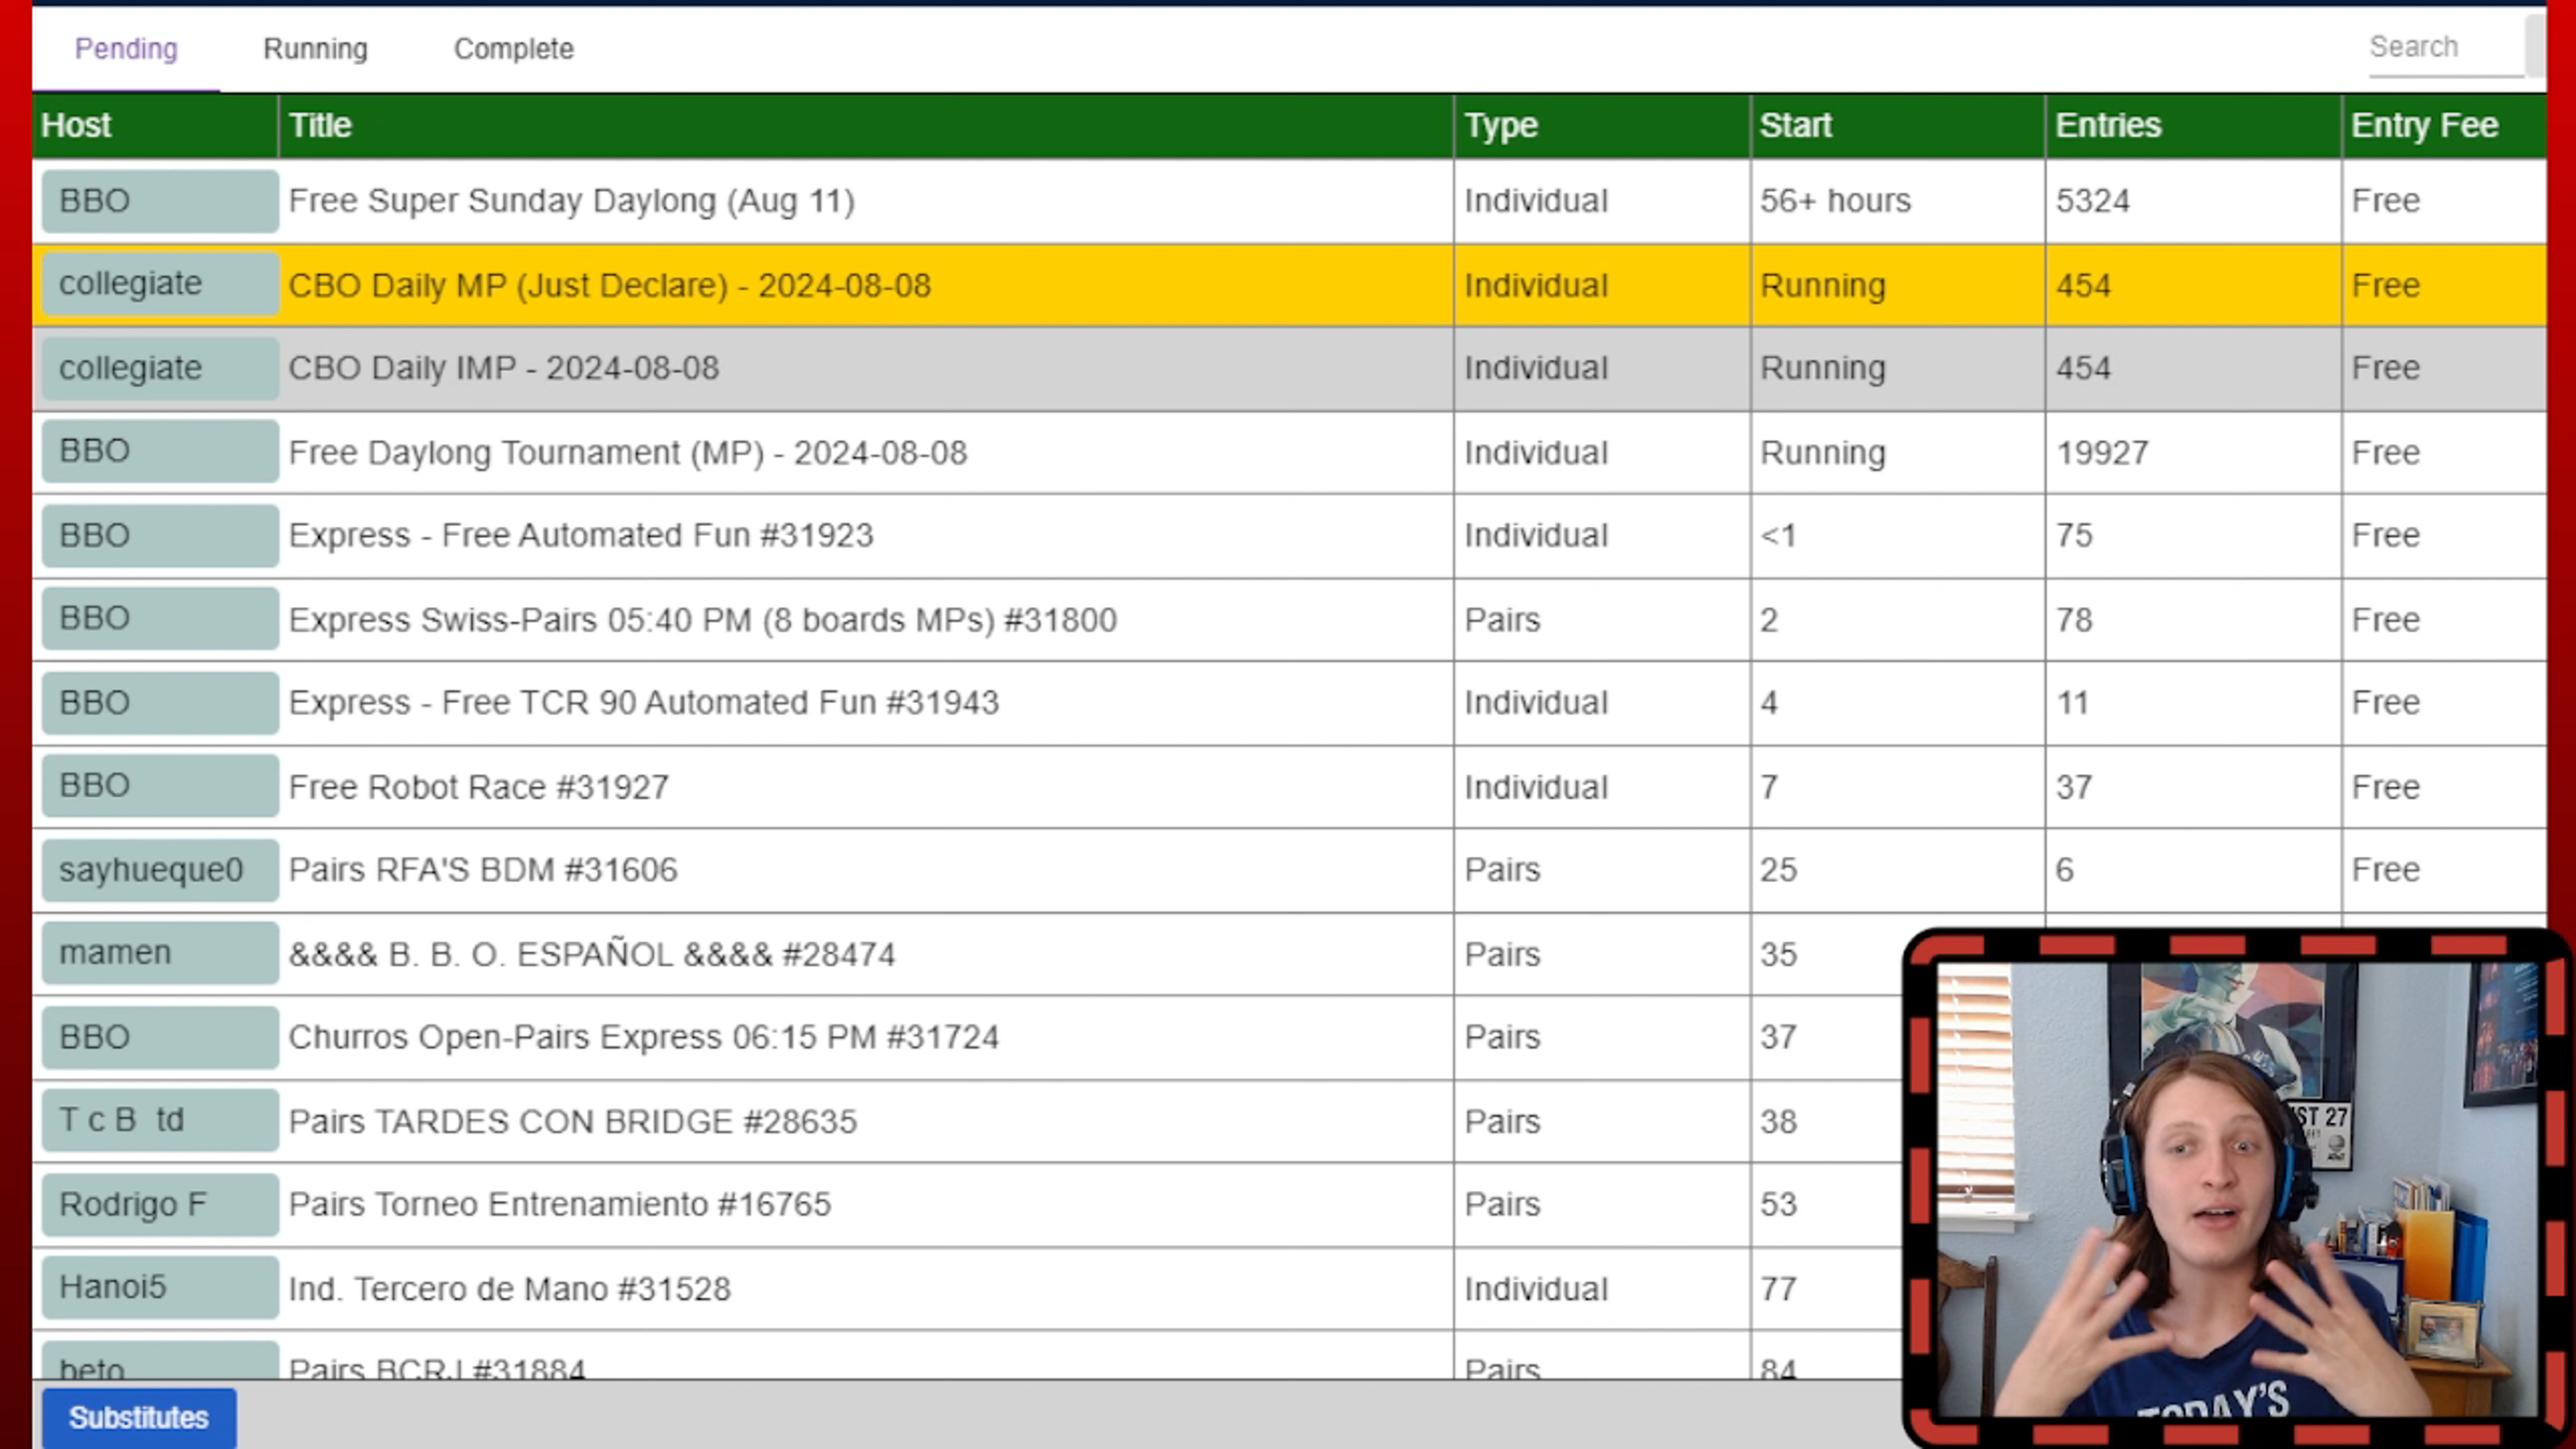 Pending Running Complete Search
Host Title Type Start Entries Entry Fee
BBO Free Super Sunday Daylong (Aug 11) Individual 56+ hours 5324 Free
collegiate CBO Daily MP (Just Declare) - 2024-08-08 Individual Running 454 Free
collegiate CBO Daily IMP - 2024-08-08 Individual Running 454 Free
BBO Free Daylong Tournament (MP) - 2024-08-08 Individual Running 19927 Free
BBO Express - Free Automated Fun #31923 Individual <1 75 Free
BBO Express Swiss-Pairs 05:40 PM (8 boards MPs) #31800 Pairs 2 78 Free
BBO Express - Free TCR 90 Automated Fun #31943 Individual 4 11 Free
BBO Free Robot Race #31927 Individual 7 37 Free
sayhueque0 Pairs RFA'S BDM #31606 Pairs 25 6 Free
mamen &&&& B. B. O. ESPAÑOL &&&& #28474 Pairs 35
BBO Churros Open-Pairs Express 06:15 PM #31724 Pairs 37
T c B td Pairs TARDES CON BRIDGE #28635 Pairs 38
Rodrigo F Pairs Torneo Entrenamiento #16765 Pairs 53
Hanoi5 Ind. Tercero de Mano #31528 Individual 77
beto Pairs BCRJ #31884 Pairs 84
Substitutes
ST 27
AT&T
TODAY'S